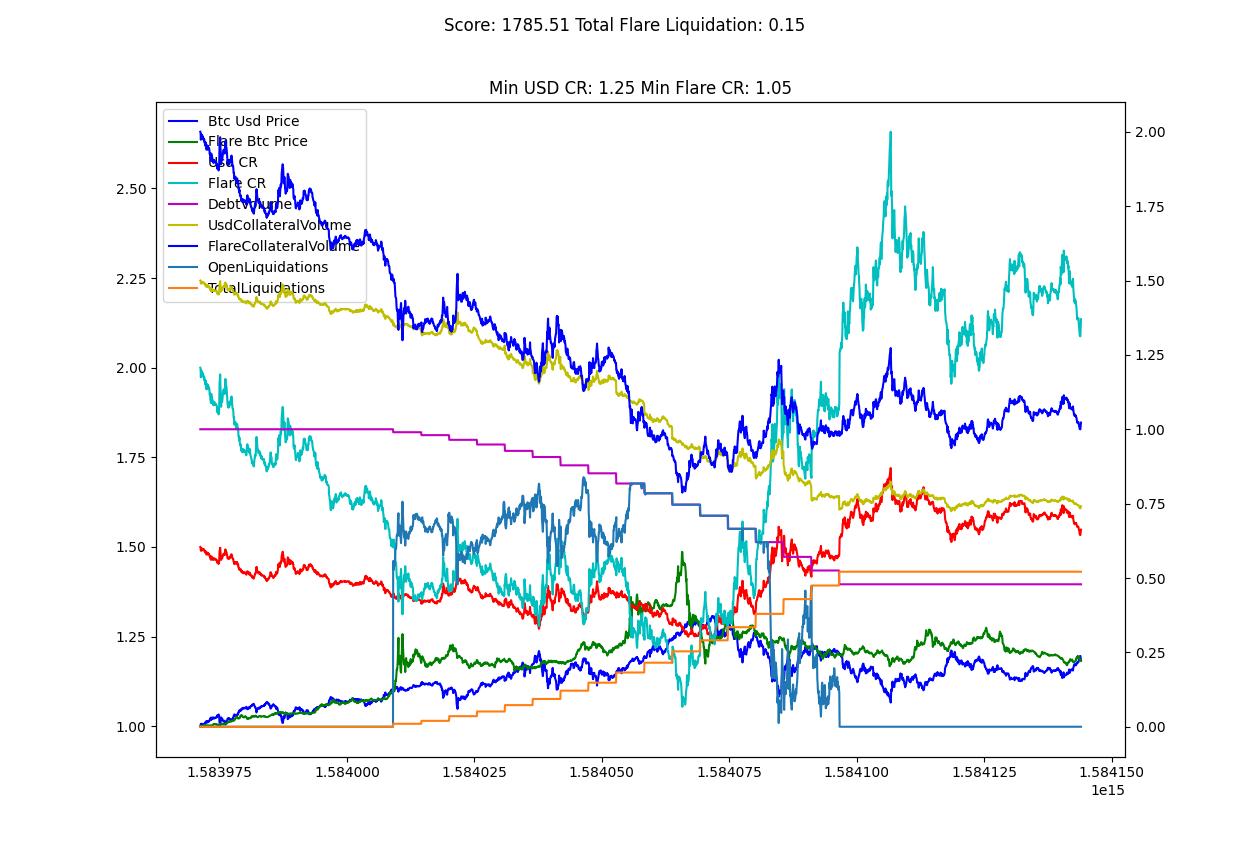 Score: 1785.51 Total Flare Liquidation: 0.15
Min USD CR: 1.25 Min Flare CR: 1.05
Btc Usd Price
Flare Btc Price
Usd CR
Flare CR
DebtVolume
UsdCollateralVolume
FlareCollateralVolume
OpenLiquidations
TotalLiquidations
2.50
2.25
2.00
1.75
1.50
1.25
1.00
2.00
1.75
1.50
1.25
1.00
0.75
0.50
0.25
0.00
1.583975 1.584000 1.584025 1.584050 1.584075 1.584100 1.584125 1.584150
1e15